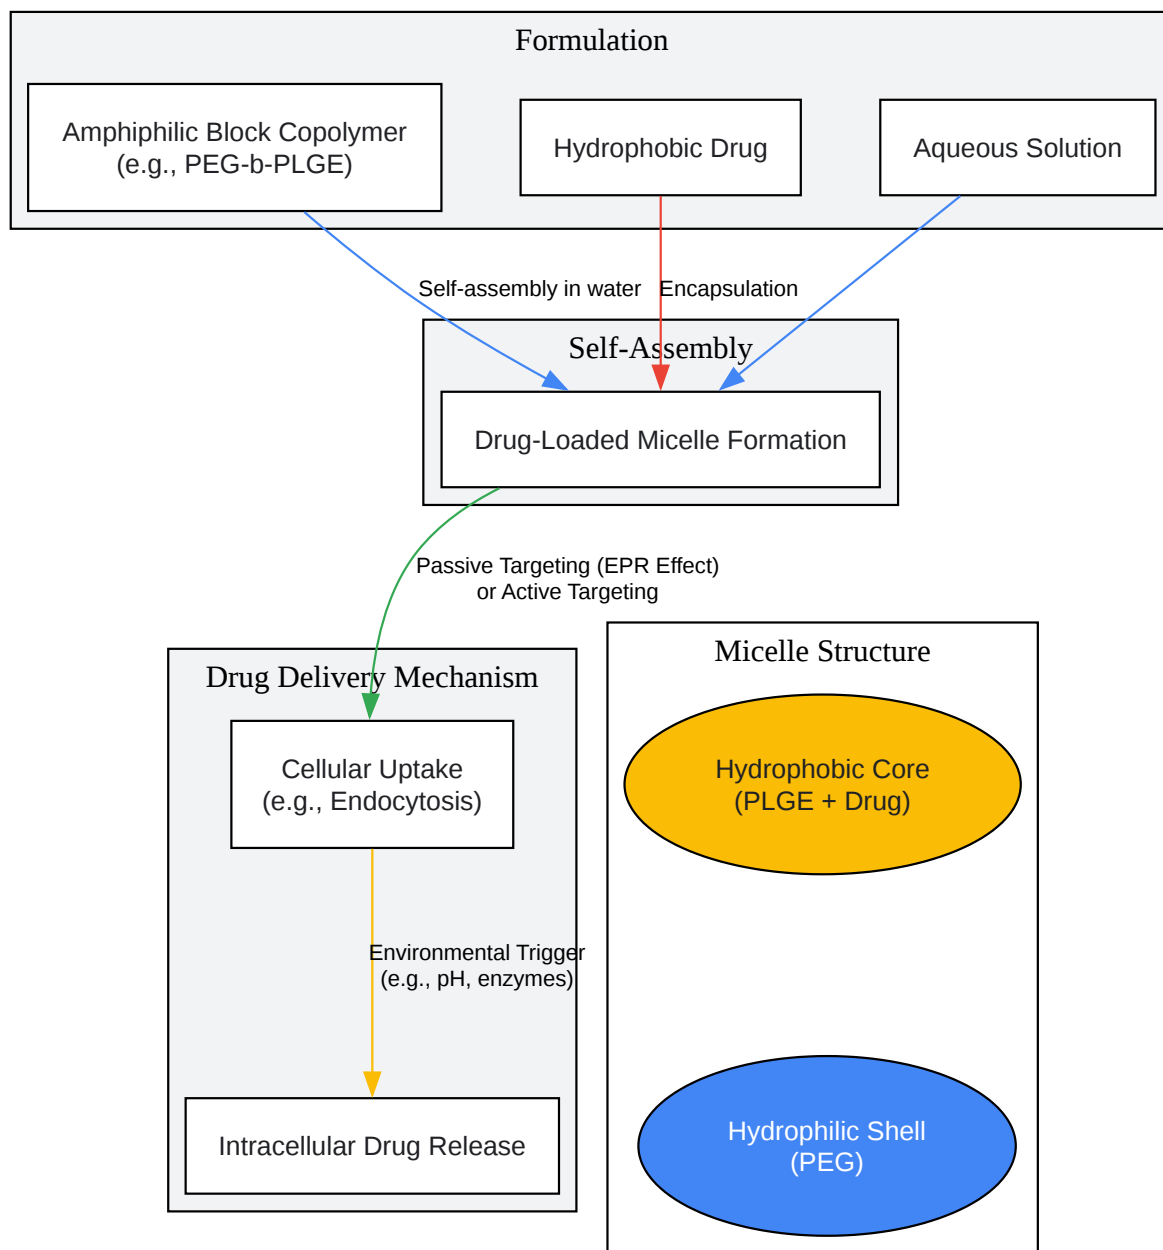 Formulation
Amphiphilic Block Copolymer
(e.g., PEG-b-PLGE)
Hydrophobic Drug
Aqueous Solution
Self-assembly in water
Encapsulation
Self-Assembly
Drug-Loaded Micelle Formation
Passive Targeting (EPR Effect)
or Active Targeting
Drug Delivery Mechanism
Cellular Uptake
(e.g., Endocytosis)
Environmental Trigger
(e.g., pH, enzymes)
Intracellular Drug Release
Micelle Structure
Hydrophobic Core
(PLGE + Drug)
Hydrophilic Shell
(PEG)